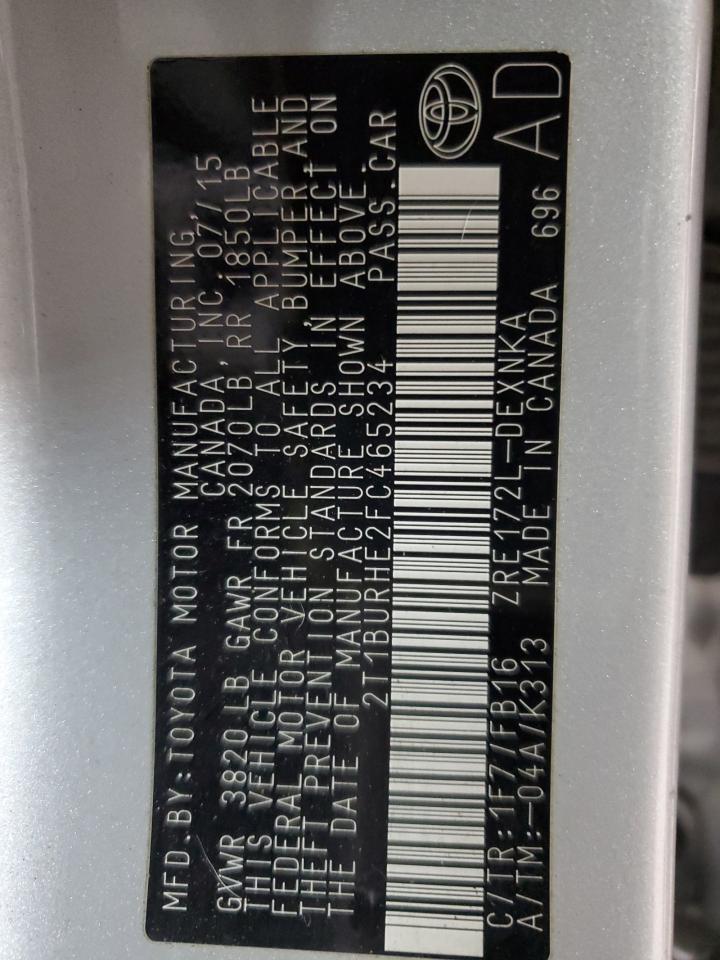 MFD.BY:TOYOTA MOTOR MANUFACTURING,
CANADA, INC. 07/15
GVWR 3820LB GAWR FR 2070LB, RR 1850LB
THIS VEHICLE CONFORMS TO ALL APPLICABLE
FEDERAL MOTOR VEHICLE SAFETY, BUMPER,AND
THEFT PREVENTION STANDARDS IN EFFECT ON
THE DATE OF MANUFACTURE SHOWN ABOVE.
2T1BURHE2FC465234 PASS.CAR
C/TR:1F7/FB16 ZRE172L-DEXNKA
A/TM:-04A/K313 MADE IN CANADA 696
AD